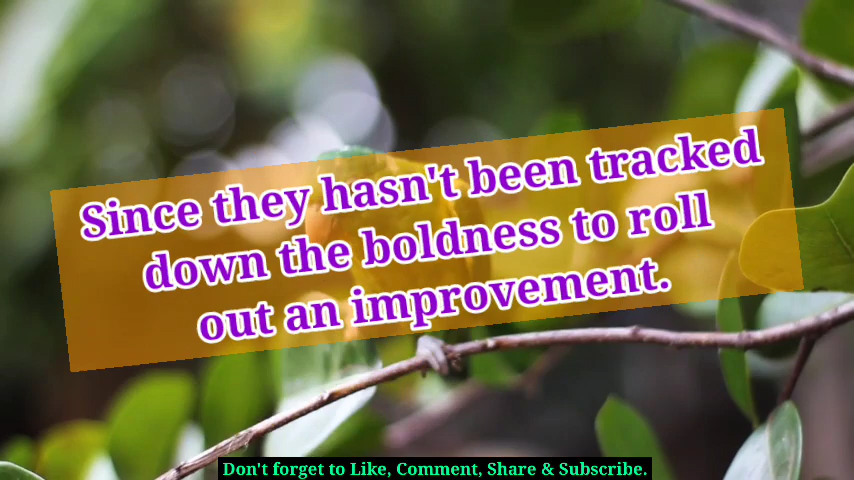 Since they hasn't been tracked
down the boldness to roll
out an improvement.
Don't forget to Like, Comment, Share & Subscribe.